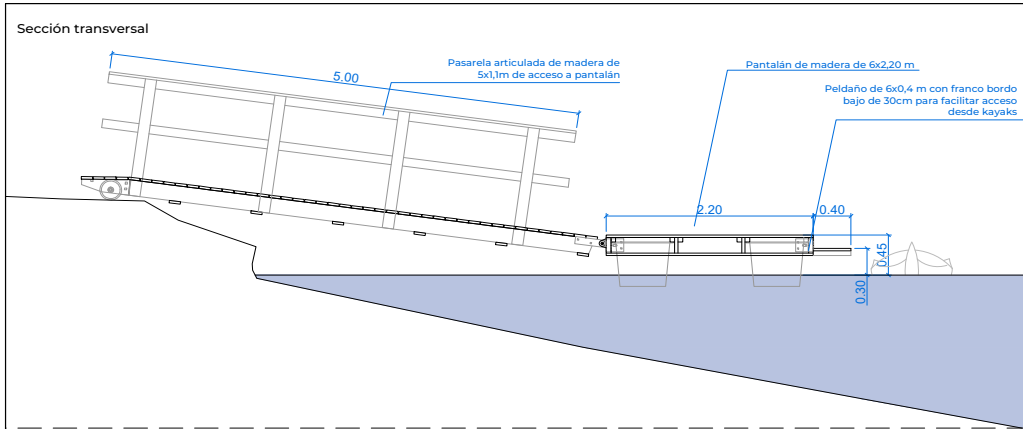 Sección transversal
5.00
Pasarela articulada de madera de
5x1,1m de acceso a pantalán
Pantalán de madera de 6x2,20 m
Peldaño de 6x0,4 m con franco bordo
bajo de 30cm para facilitar acceso
desde kayaks
2.20
0.40
0.45
0.30